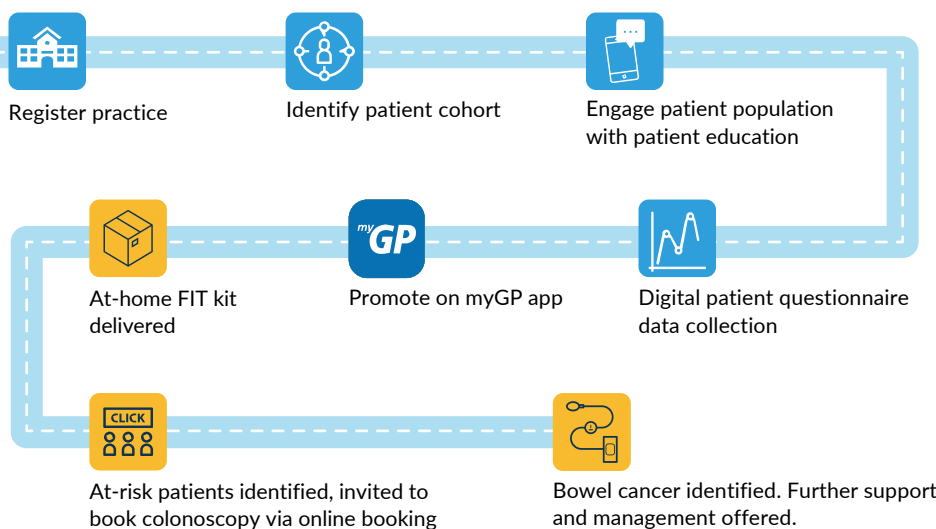 Register practice
Identify patient cohort
Engage patient population
with patient education
Digital patient questionnaire
data collection
myGP
Promote on myGP app
At-home FIT kit
delivered
CLICK
At-risk patients identified, invited to
book colonoscopy via online booking
Bowel cancer identified. Further support
and management offered.